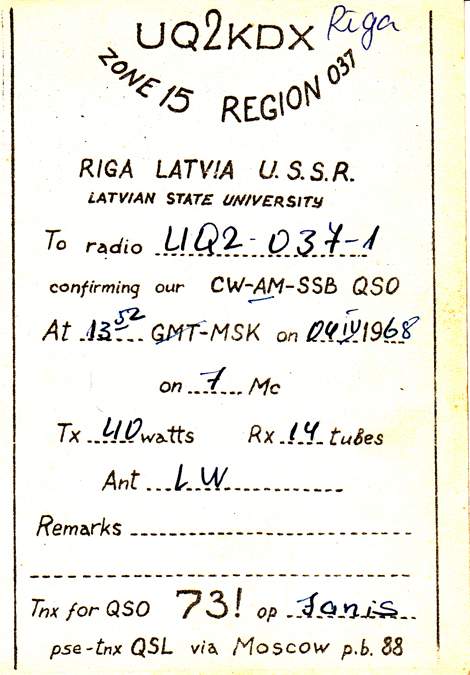 UQ2KDX Riga
ZONE 15 REGION 037
RIGA LATVIA U.S.S.R.
LATVIAN STATE UNIVERSITY
To radio UQ2-037-1
confirming our CW-AM-SSB QSO
At 13 52 GMT-MSK on 04 IV 1968
on 7 Mc
Tx 40 watts Rx 14 tubes
Ant LW
Remarks
Tnx for QSO 73! op Janis
pse-tnx QSL via Moscow p.b. 88